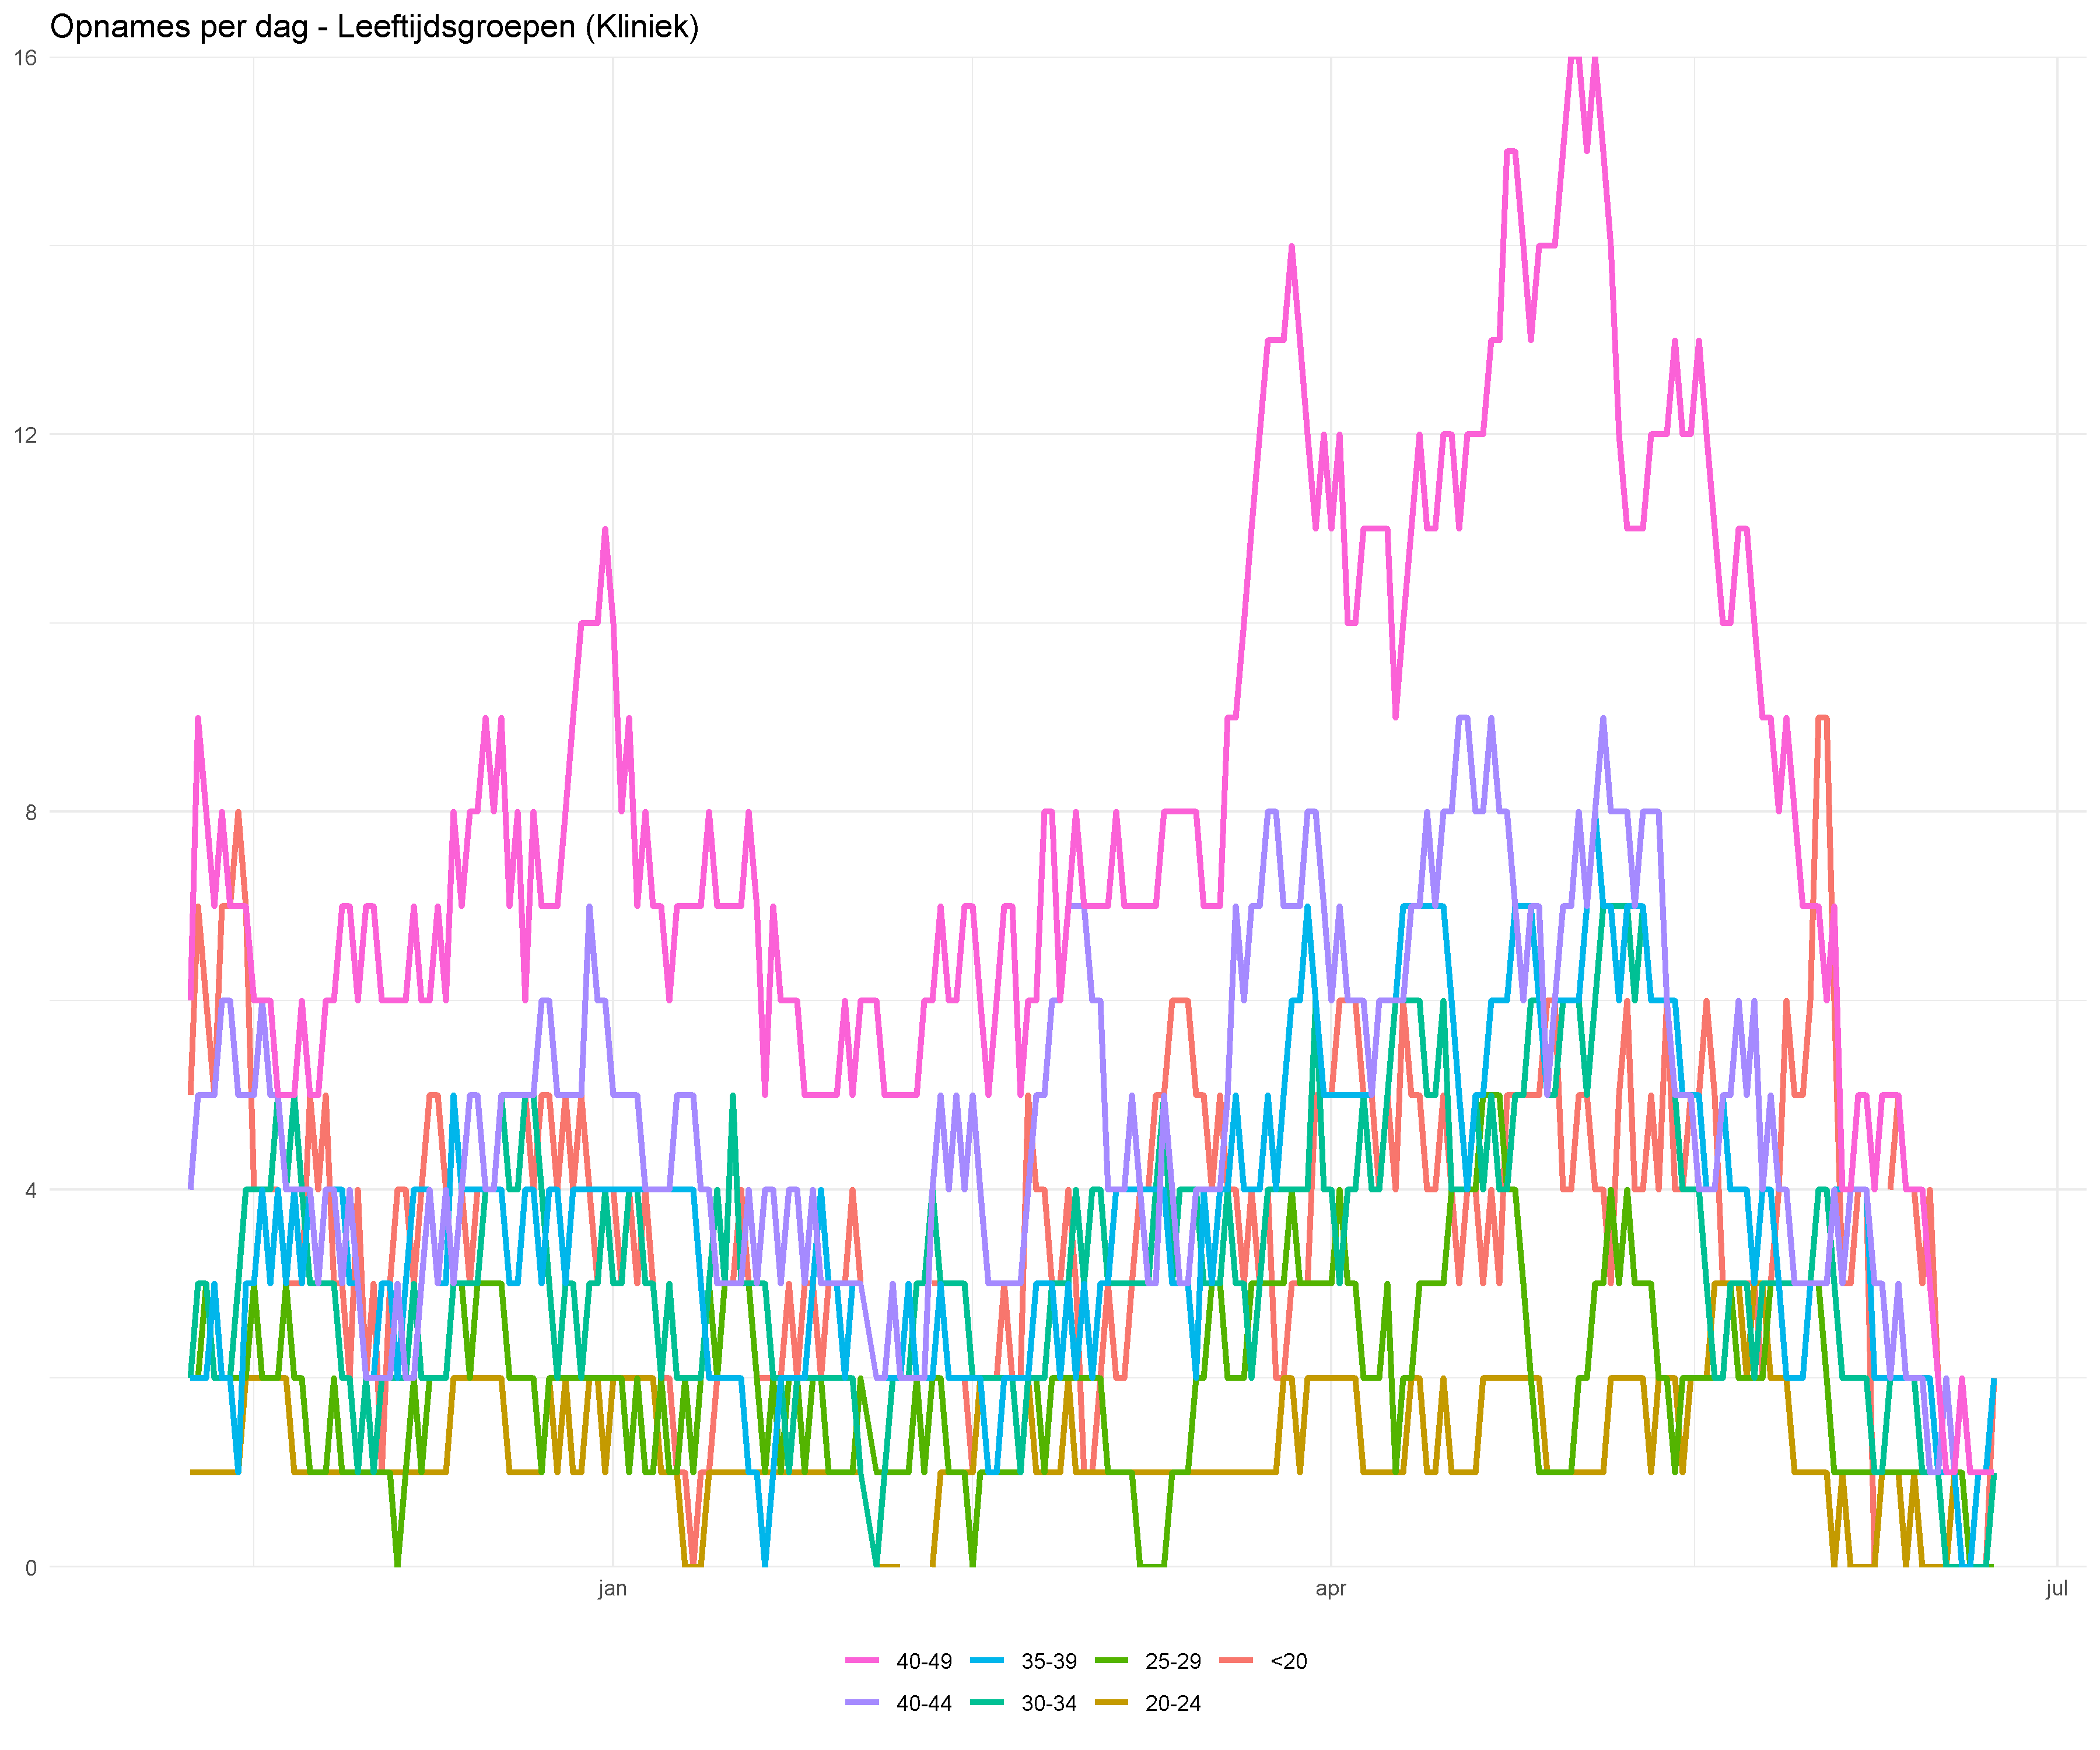 Opnames per dag - Leeftijdsgroepen (Kliniek)
16
12
8
4
0
jan apr jul
40-49 35-39 25-29 <20
40-44 30-34 20-24